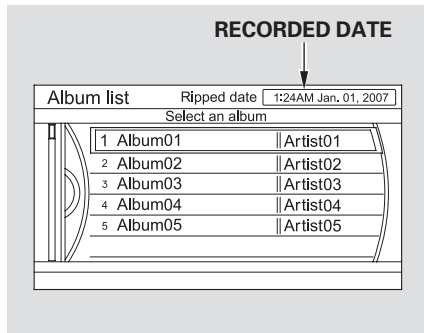 RECORDED DATE
Album list Ripped date 1:24AM Jan. 01, 2007
Select an album
1 Album01 Artist01
2 Album02 Artist02
3 Album03 Artist03
4 Album04 Artist04
5 Album05 Artist05